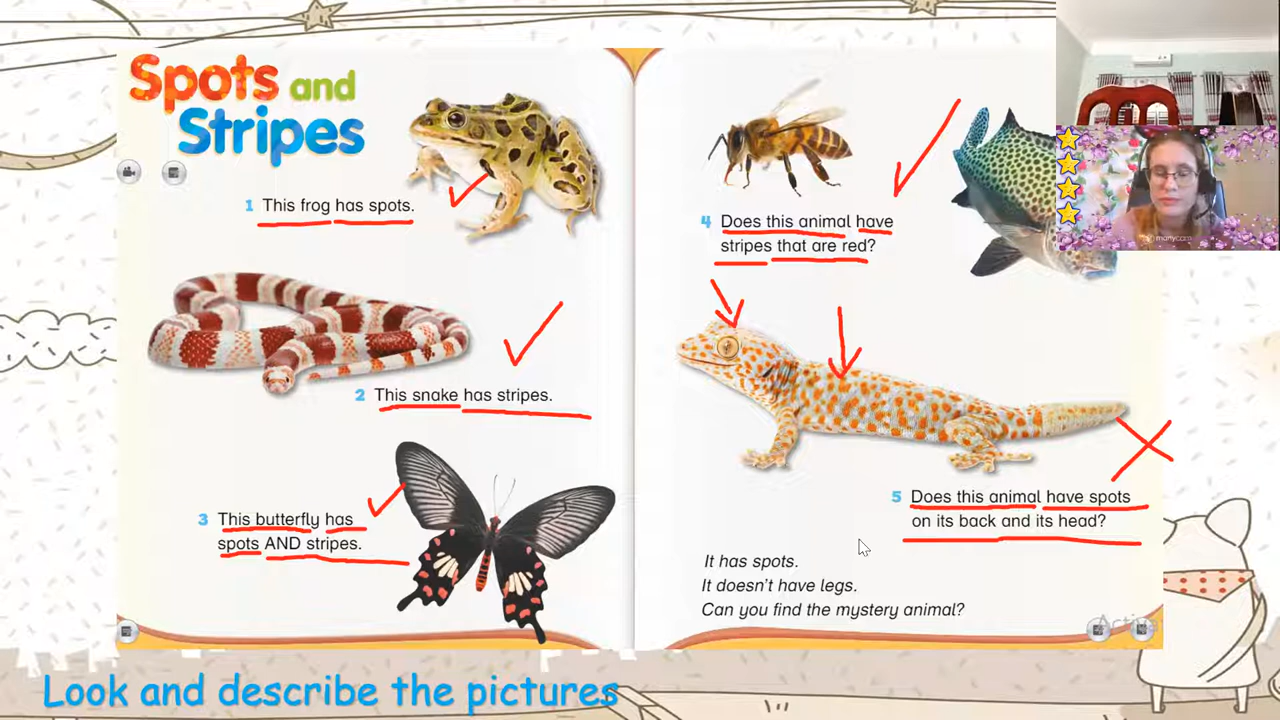 Spots and
Stripes
1 This frog has spots.
2 This snake has stripes.
3 This butterfly has
spots AND stripes.
4 Does this animal have
stripes that are red?
5 Does this animal have spots
on its back and its head?
It has spots.
It doesn't have legs.
Can you find the mystery animal?
Look and describe the pictures
manycam